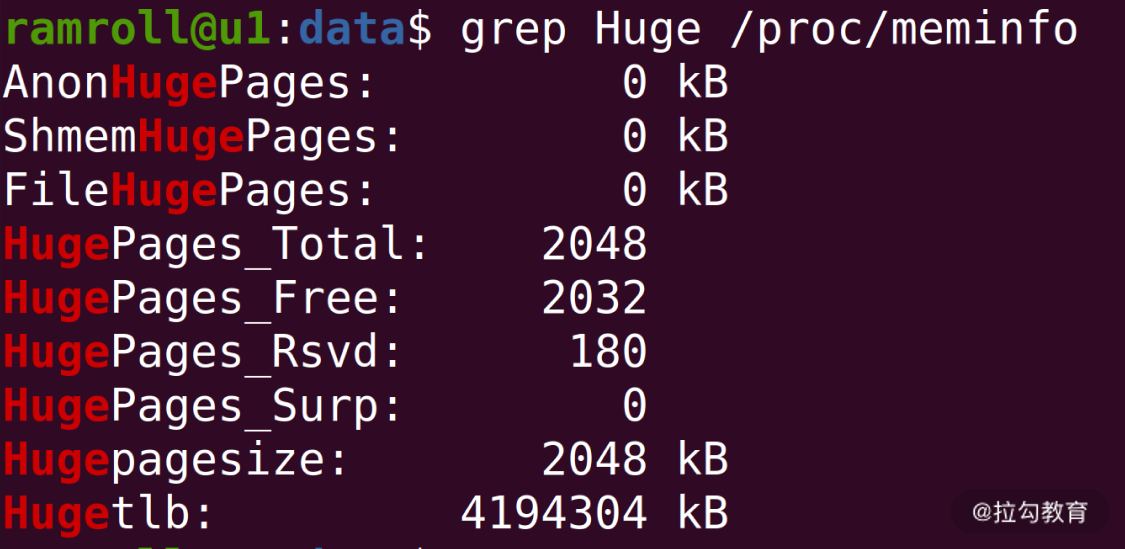 ramroll@u1:data$ grep Huge /proc/meminfo
AnonHugePages:         0 kB
ShmemHugePages:        0 kB
FileHugePages:         0 kB
HugePages_Total:    2048
HugePages_Free:     2032
HugePages_Rsvd:      180
HugePages_Surp:        0
Hugepagesize:       2048 kB
Hugetlb:         4194304 kB
@拉勾教育